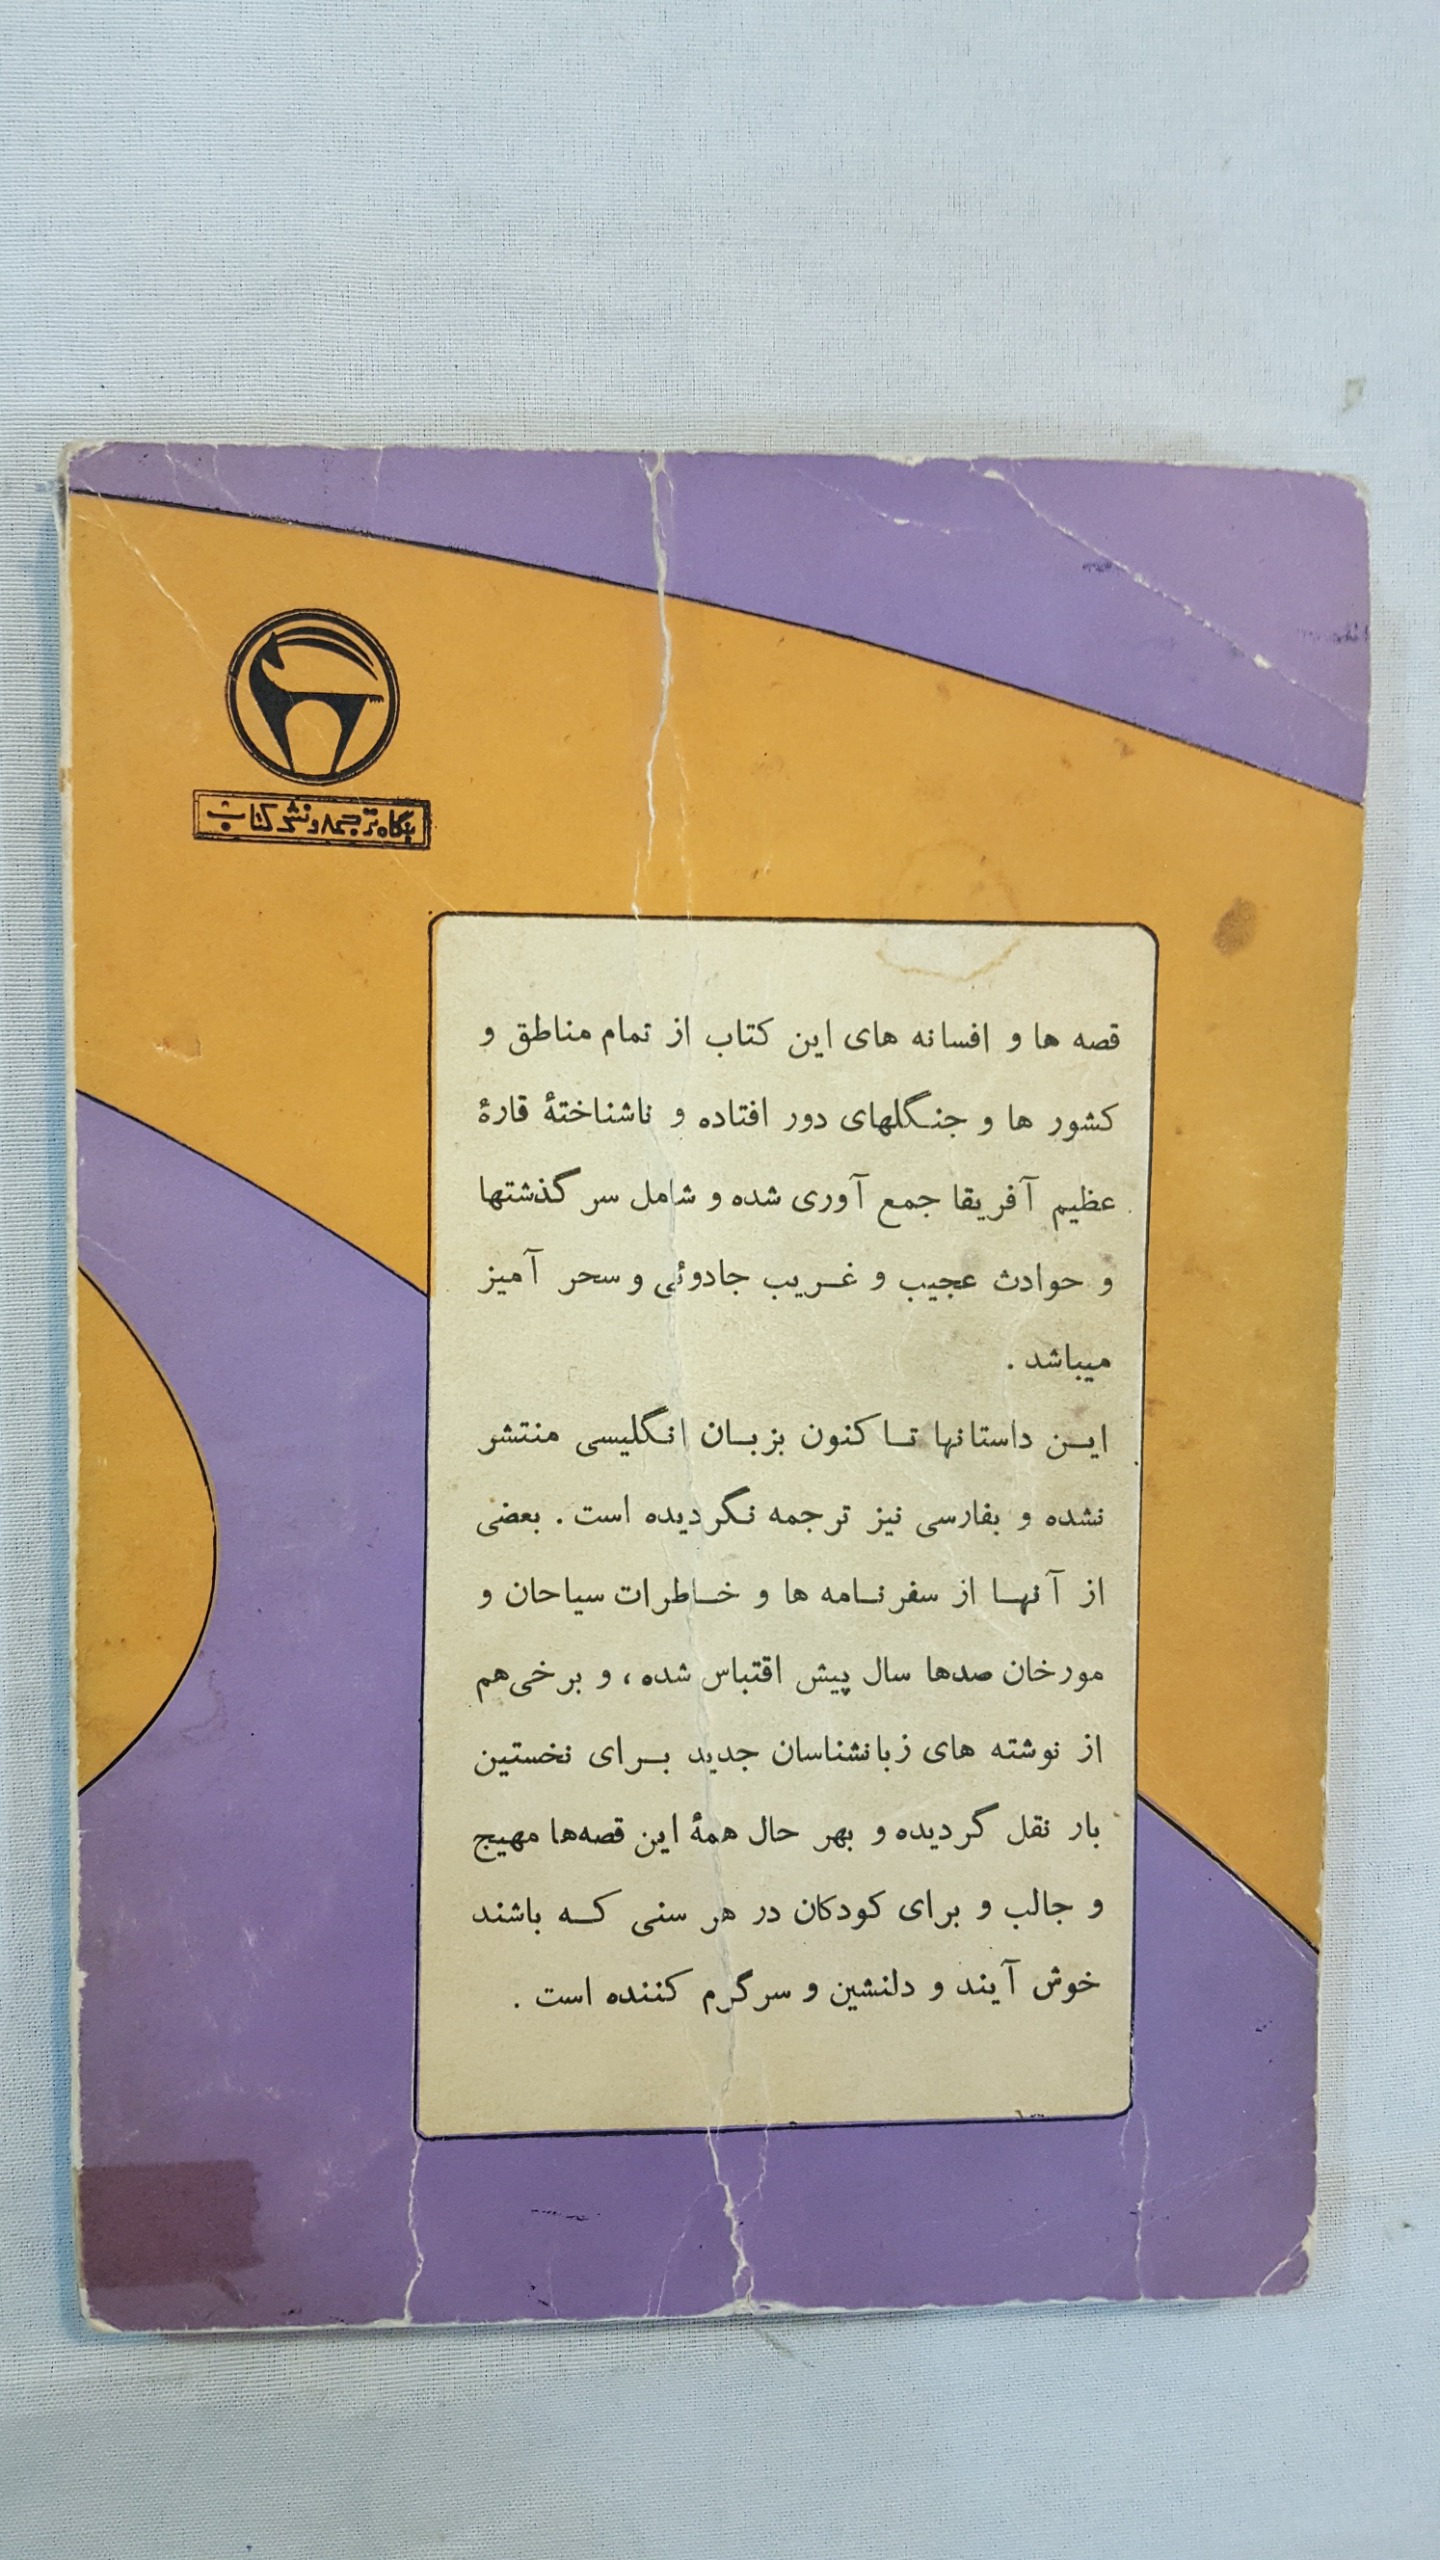 بنگاه ترجمه و نشر کتاب
قصه ها و افسانه های این کتاب از تمام مناطق و
کشور ها و جنگلهای دور افتاده و ناشناختهٔ قارهٔ
عظیم آفریقا جمع آوری شده و شامل سر گذشتها
و حوادث عجیب و غریب جادوئی و سحر آمیز
میباشد .
این داستانها تا کنون بزبان انگلیسی منتشر
نشده و بفارسی نیز ترجمه نگردیده است . بعضی
از آنها از سفرنامه ها و خاطرات سیاحان و
مورخان صدها سال پیش اقتباس شده ، و برخی هم
از نوشته های زبانشناسان جدید برای نخستین
بار نقل گردیده و بهر حال همهٔ این قصه‌ها مهیج
و جالب و برای کودکان در هر سنی که باشند
خوش آیند و دلنشین و سرگرم کننده است .